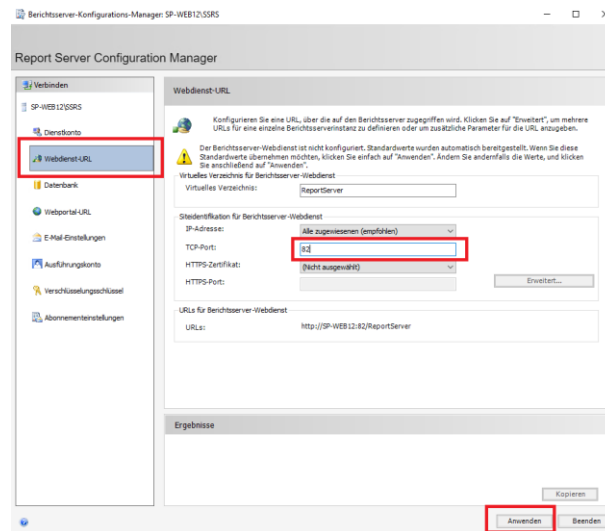 Berichtsserver-Konfigurations-Manager: SP-WEB12\SSRS
Report Server Configuration Manager
Verbinden
SP-WEB12\SSRS
Dienstkonto
Webdienst-URL
Datenbank
Webportal-URL
E-Mail-Einstellungen
Ausführungskonto
Verschlüsselungsschlüssel
Abonnementeinstellungen
Webdienst-URL
Konfigurieren Sie eine URL, über die auf den Berichtsserver zugegriffen wird. Klicken Sie auf "Erweitert", um mehrere
URLs für eine einzelne Berichtsserverinstanz zu definieren oder um zusätzliche Parameter für die URL anzugeben.
Der Berichtsserver-Webdienst ist nicht konfiguriert. Standardwerte wurden automatisch bereitgestellt. Wenn Sie diese
Standardwerte übernehmen möchten, klicken Sie einfach auf "Anwenden". Ändern Sie andernfalls die Werte, und klicken
Sie anschließend auf "Anwenden".
Virtuelles Verzeichnis für Berichtsserver-Webdienst
Virtuelles Verzeichnis: ReportServer
Siteidentifikation für Berichtsserver-Webdienst
IP-Adresse: Alle zugewiesenen (empfohlen)
TCP-Port: 82
HTTPS-Zertifikat: (Nicht ausgewählt)
HTTPS-Port:
Erweitert...
URLs für Berichtsserver-Webdienst
URLs: http://SP-WEB12:82/ReportServer
Ergebnisse
Kopieren
Anwenden Beenden